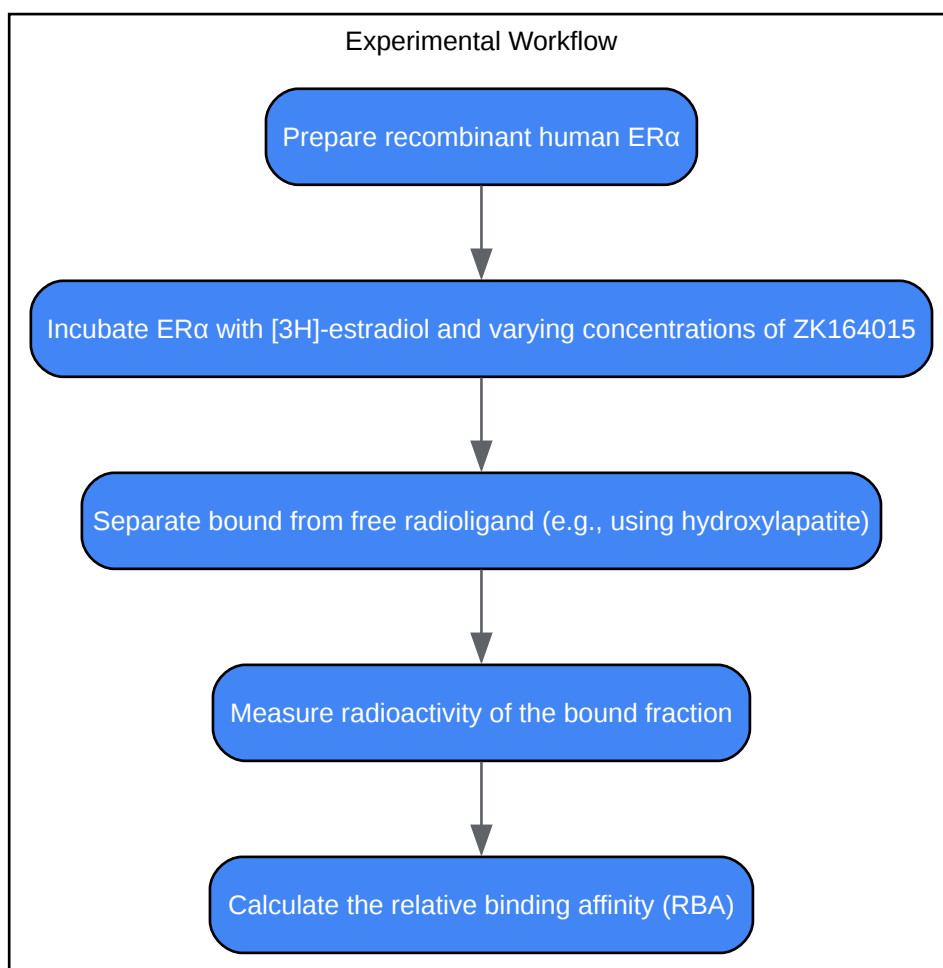 Experimental Workflow
Prepare recombinant human ERα
Incubate ERα with [3H]-estradiol and varying concentrations of ZK164015
Separate bound from free radioligand (e.g., using hydroxylapatite)
Measure radioactivity of the bound fraction
Calculate the relative binding affinity (RBA)